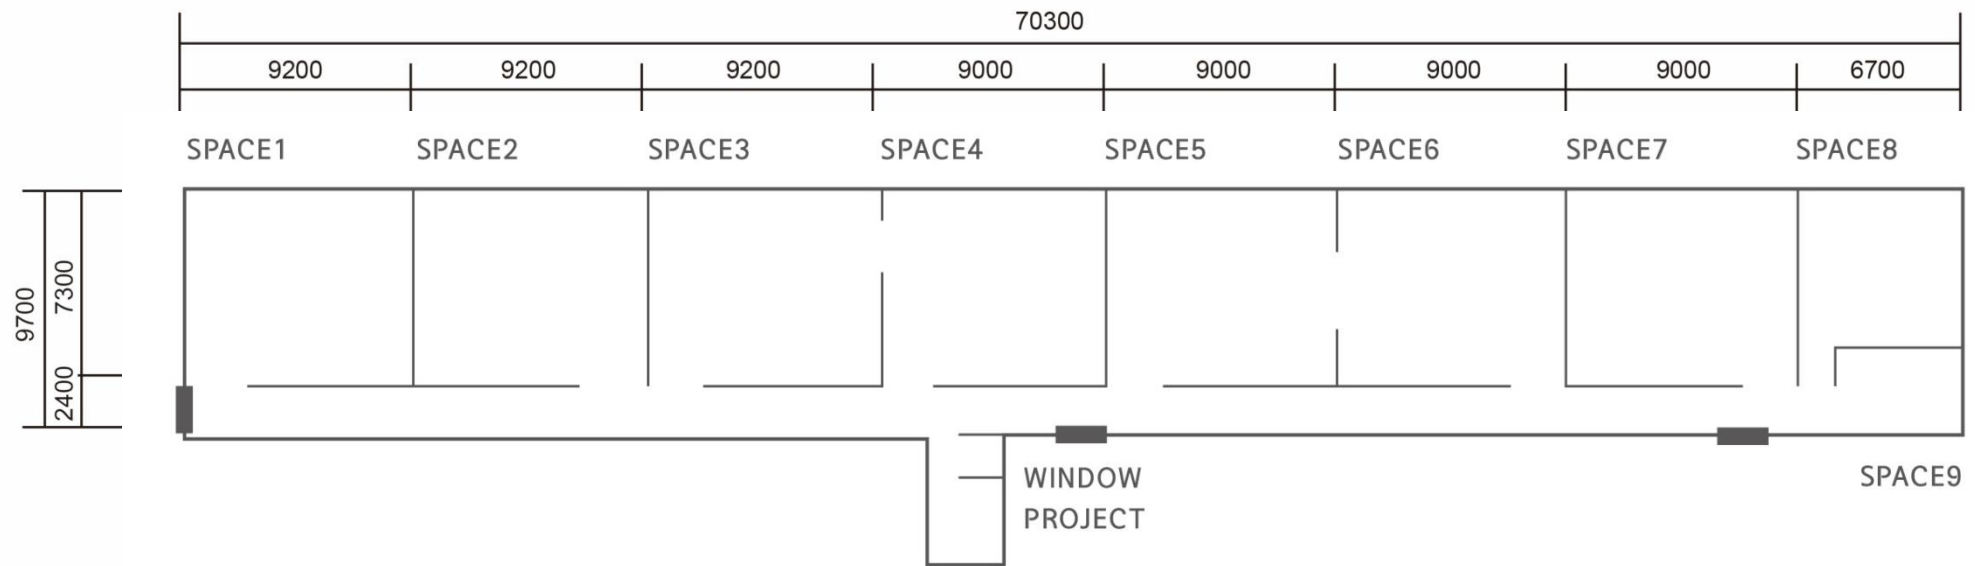 70300
9200 9200 9200 9000 9000 9000 9000 6700
SPACE1 SPACE2 SPACE3 SPACE4 SPACE5 SPACE6 SPACE7 SPACE8
9700
7300
2400
WINDOW
PROJECT
SPACE9